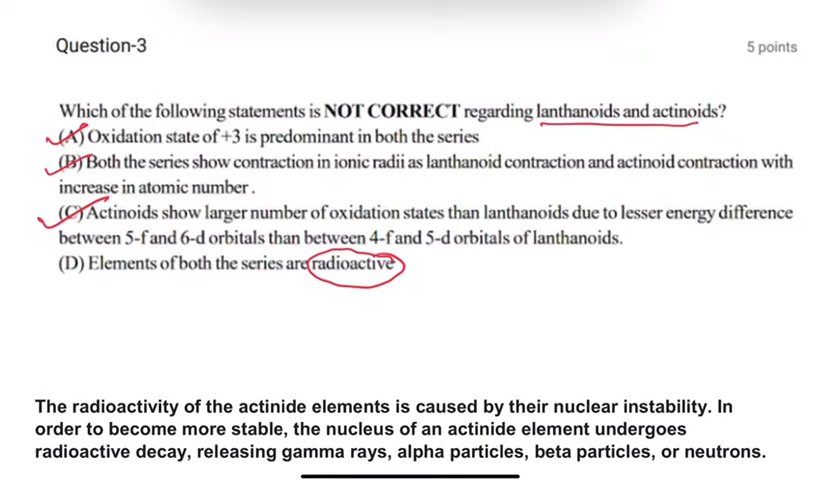 Question-3
5 points
Which of the following statements is NOT CORRECT regarding lanthanoids and actinoids?
(A) Oxidation state of +3 is predominant in both the series
(B) Both the series show contraction in ionic radii as lanthanoid contraction and actinoid contraction with
increase in atomic number .
(C) Actinoids show larger number of oxidation states than lanthanoids due to lesser energy difference
between 5-f and 6-d orbitals than between 4-f and 5-d orbitals of lanthanoids.
(D) Elements of both the series are radioactive
The radioactivity of the actinide elements is caused by their nuclear instability. In
order to become more stable, the nucleus of an actinide element undergoes
radioactive decay, releasing gamma rays, alpha particles, beta particles, or neutrons.